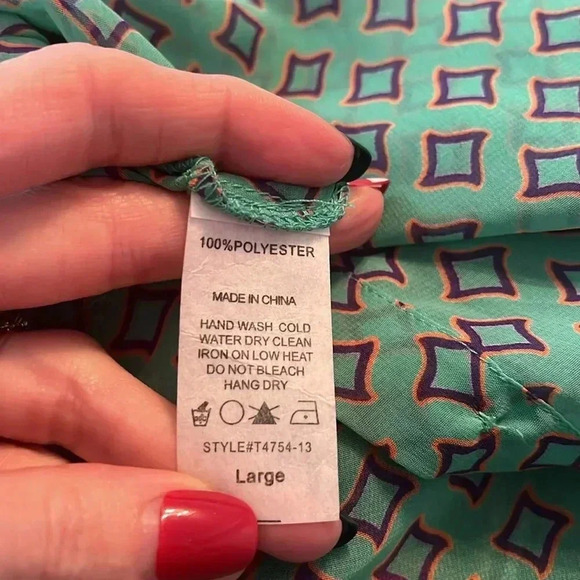 100%POLYESTER
MADE IN CHINA
HAND WASH COLD
WATER DRY CLEAN
IRON ON LOW HEAT
DO NOT BLEACH
HANG DRY
STYLE#T4754-13
Large